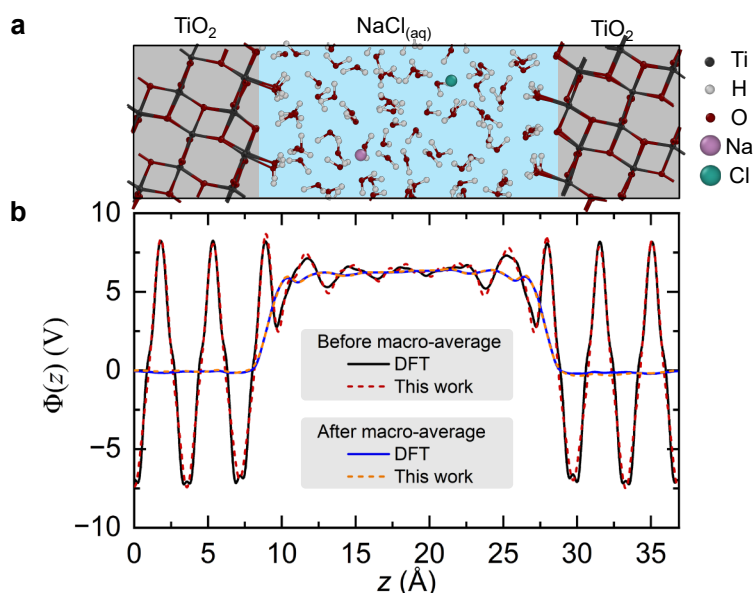 a
TiO₂ NaCl₍aq₎ TiO₂
Ti
H
O
Na
Cl
b
10
5
0
−5
−10
Φ(z) (V)
Before macro-average
DFT
This work
After macro-average
DFT
This work
0 5 10 15 20 25 30 35
z (Å)